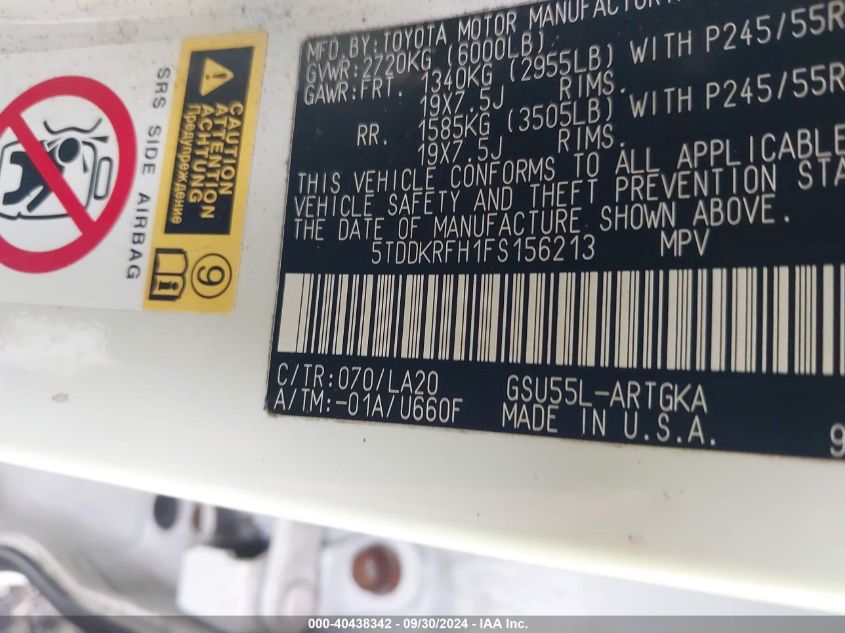 SRS SIDE AIRBAG
CAUTION
ATTENTION
ACHTUNG
Предупреждение
9
MFD.BY:TOYOTA MOTOR
GVWR:2720KG (6000LB)
GAWR:FRT. 1340KG (2955LB) WITH P245/55R
19X7.5J RIMS.
RR. 1585KG (3505LB) WITH P245/55R
19X7.5J RIMS.
THIS VEHICLE CONFORMS TO ALL APPLICABLE
VEHICLE SAFETY AND THEFT PREVENTION STA
THE DATE OF MANUFACTURE SHOWN ABOVE.
5TDDKRFH1FS156213 MPV
C/TR:070/LA20 GSU55L-ARTGKA
A/TM:-01A/U660F MADE IN U.S.A.
9
000-40438342 - 09/30/2024 - IAA Inc.